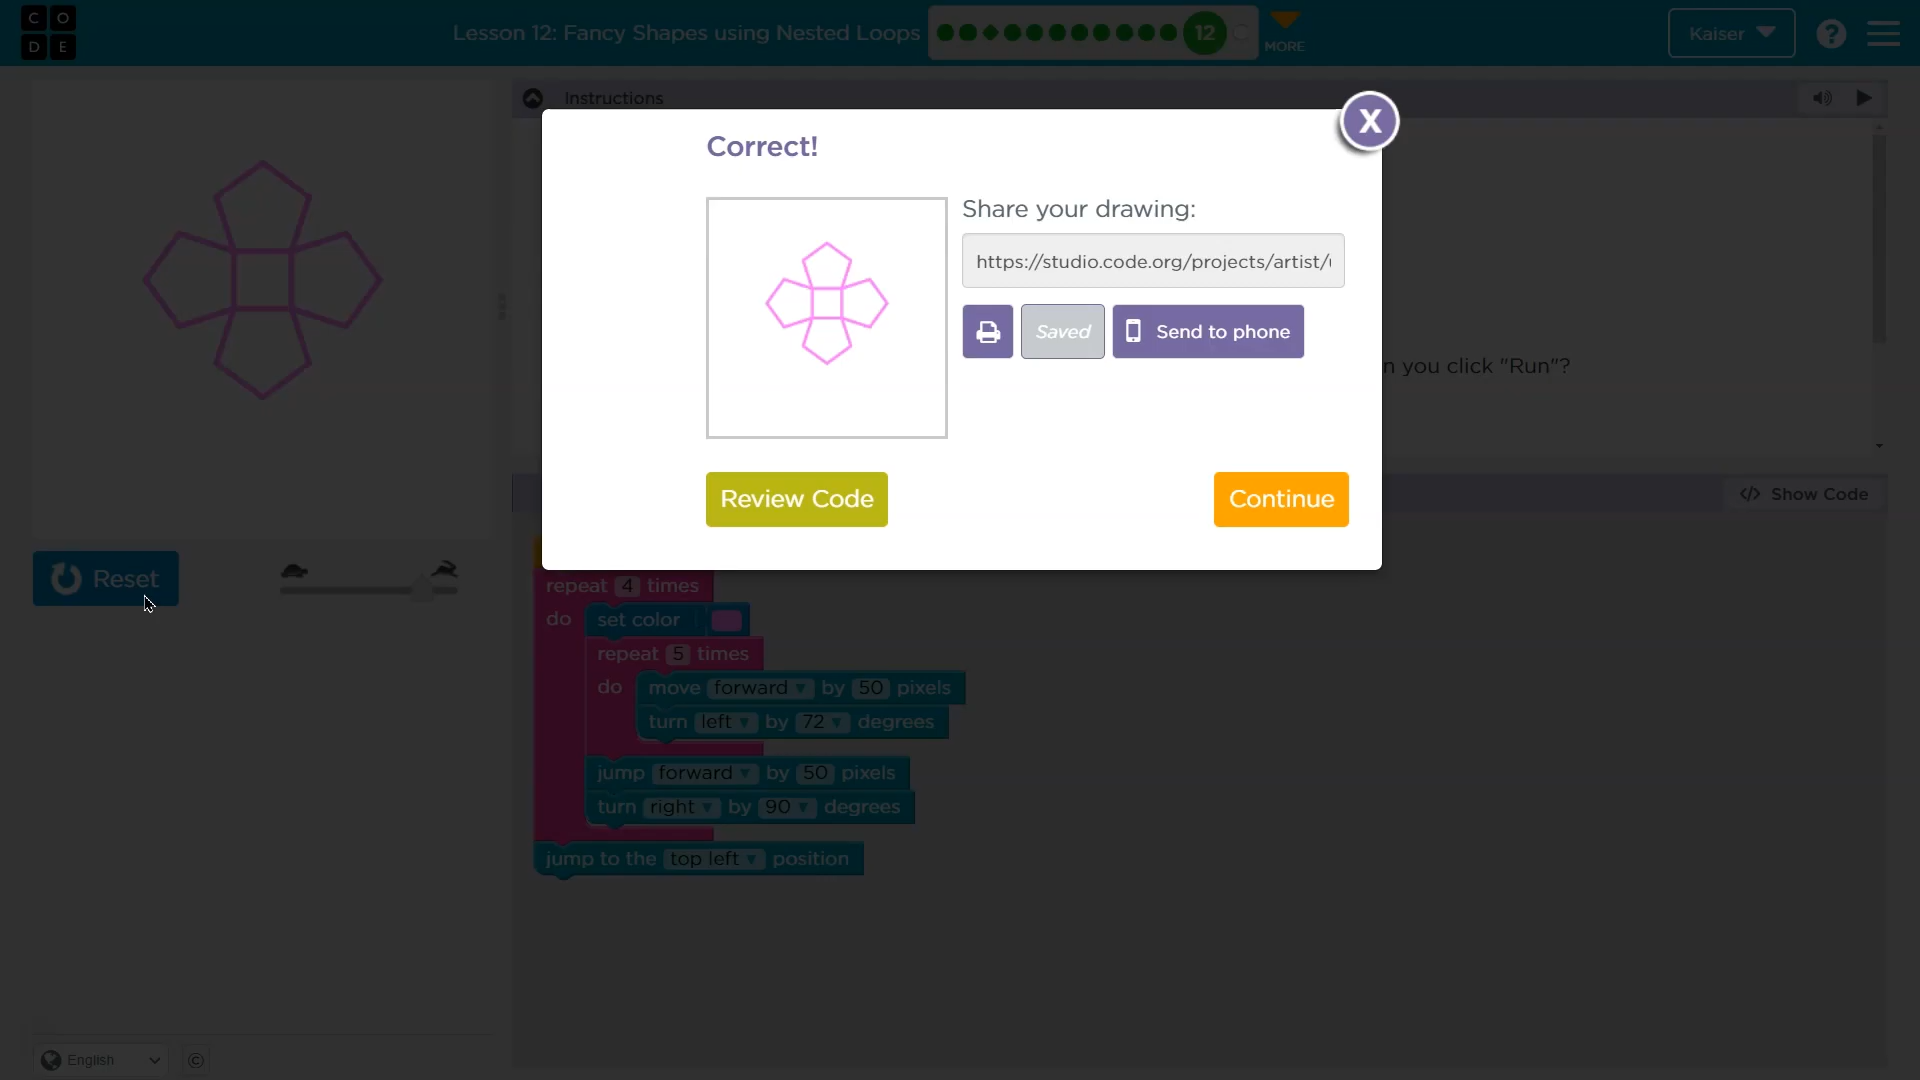 C O
D E
Lesson 12: Fancy Shapes using Nested Loops
12
MORE
Kaiser
?
Instructions
X
Correct!
Share your drawing:
https://studio.code.org/projects/artist/
Saved
Send to phone
n you click "Run"?
Review Code
Continue
</> Show Code
Reset
repeat 4 times
do set color
repeat 5 times
do move forward by 50 pixels
turn left by 72 degrees
jump forward by 50 pixels
turn right by 90 degrees
jump to the top left position
English
©